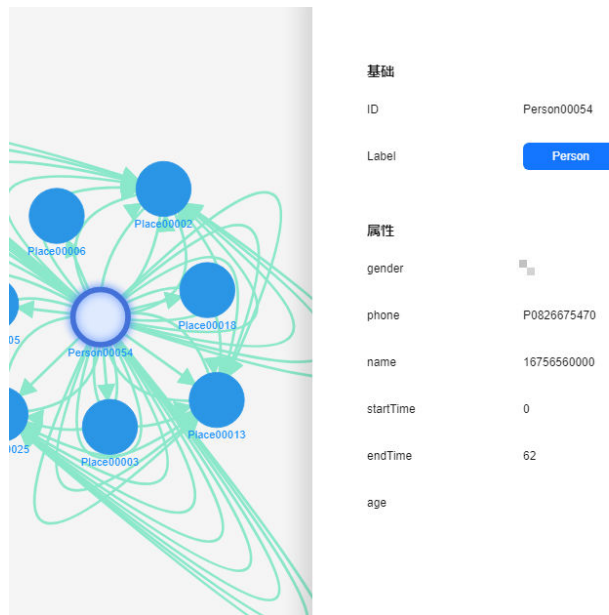 Place00002
Place00006
Place00018
05
Person00054
Place00013
025
Place00003
基础
ID Person00054
Label Person
属性
gender
phone P0826675470
name 16756560000
startTime 0
endTime 62
age